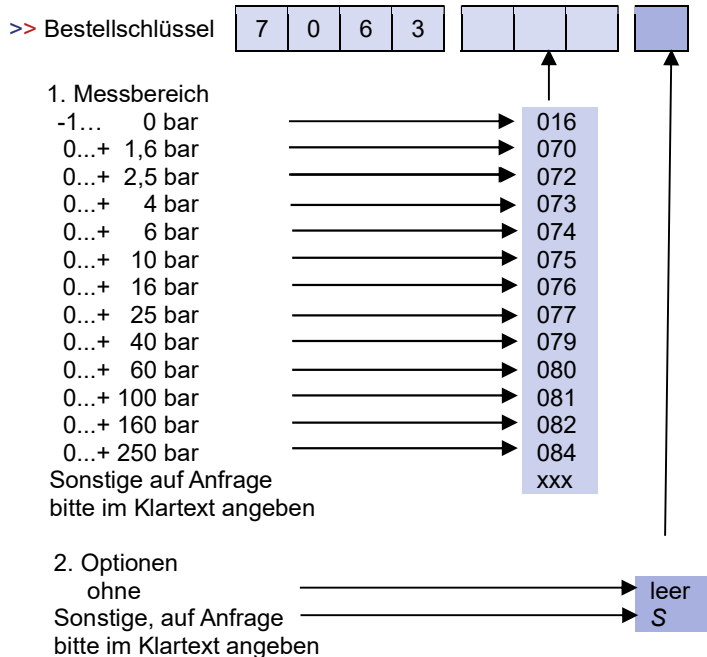 >> Bestellschlüssel 7 0 6 3
1. Messbereich
-1… 0 bar 016
0...+ 1,6 bar 070
0...+ 2,5 bar 072
0...+ 4 bar 073
0...+ 6 bar 074
0...+ 10 bar 075
0...+ 16 bar 076
0...+ 25 bar 077
0...+ 40 bar 079
0...+ 60 bar 080
0...+ 100 bar 081
0...+ 160 bar 082
0...+ 250 bar 084
Sonstige auf Anfrage xxx
bitte im Klartext angeben
2. Optionen
ohne leer
Sonstige, auf Anfrage S
bitte im Klartext angeben